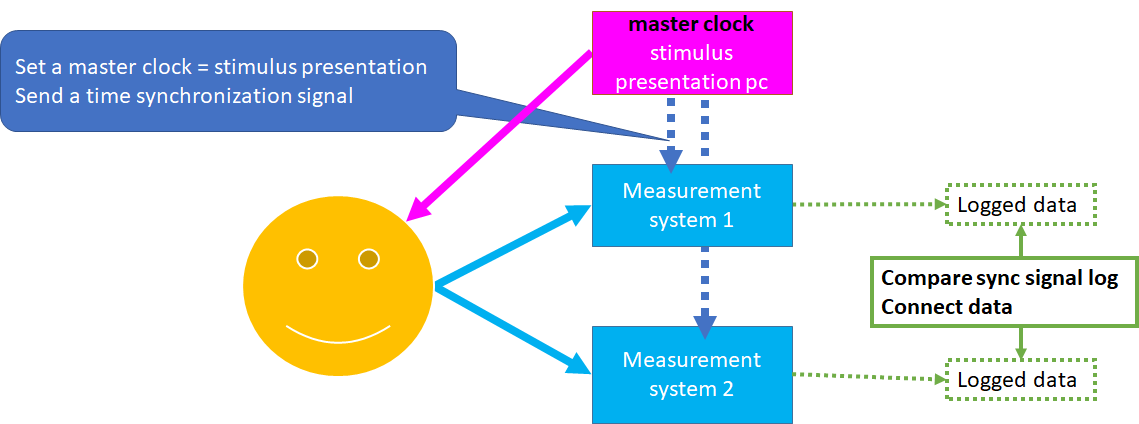 Set a master clock = stimulus presentation
Send a time synchronization signal
master clock
stimulus
presentation pc
Measurement
system 1
Logged data
Compare sync signal log
Connect data
Measurement
system 2
Logged data